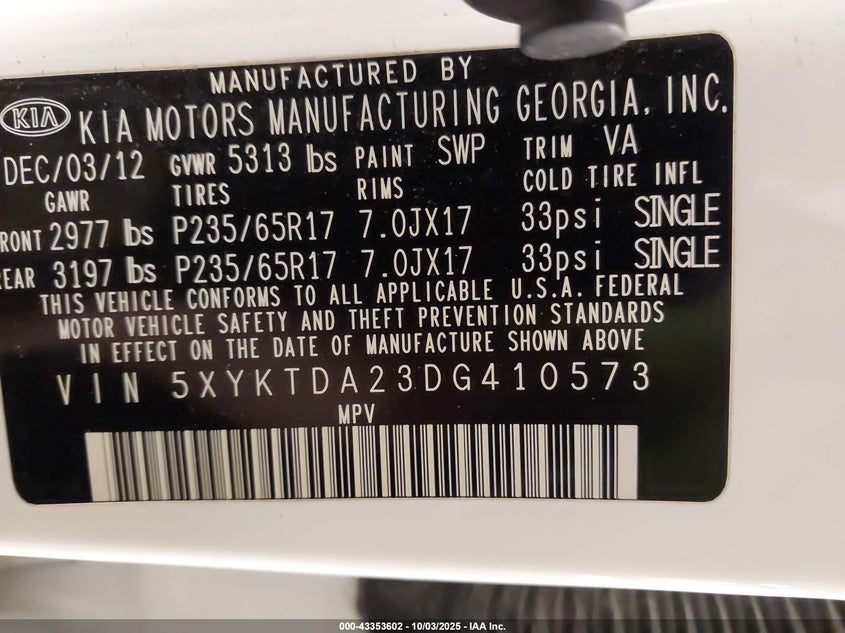 MANUFACTURED BY
KIA KIA MOTORS MANUFACTURING GEORGIA, INC.
DEC/03/12 GVWR 5313 lbs PAINT SWP TRIM VA
GAWR TIRES RIMS COLD TIRE INFL
FRONT 2977 lbs P235/65R17 7.0JX17 33psi SINGLE
REAR 3197 lbs P235/65R17 7.0JX17 33psi SINGLE
THIS VEHICLE CONFORMS TO ALL APPLICABLE U.S.A. FEDERAL
MOTOR VEHICLE SAFETY AND THEFT PREVENTION STANDARDS
IN EFFECT ON THE DATE OF MANUFACTURE SHOWN ABOVE
VIN 5XYKTDA23DG410573
MPV
000-43353602 - 10/03/2025 - IAA Inc.